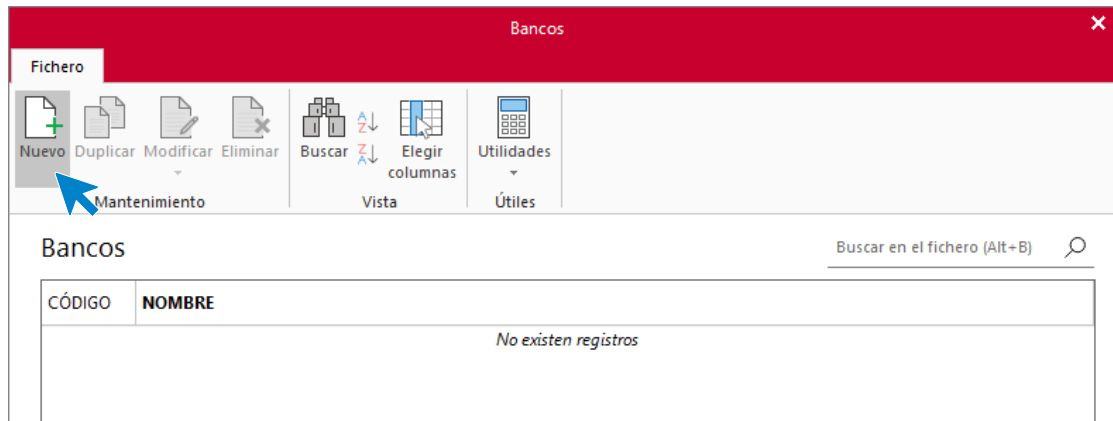 Bancos
Fichero
Nuevo Duplicar Modificar Eliminar Buscar A Z Z A Elegir columnas Utilidades
Mantenimiento Vista Útiles
Bancos Buscar en el fichero (Alt+B)
CÓDIGO NOMBRE
No existen registros